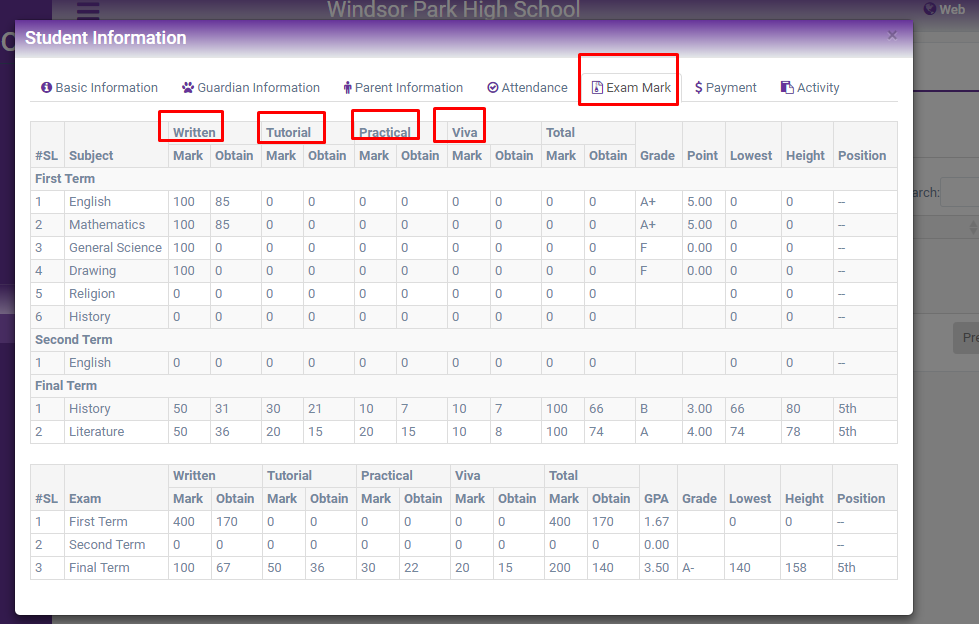 Windsor Park High School
Web
Student Information ×
Basic Information Guardian Information Parent Information Attendance Exam Mark Payment Activity
Written Tutorial Practical Viva Total
#SL Subject Mark Obtain Mark Obtain Mark Obtain Mark Obtain Mark Obtain Grade Point Lowest Height Position
First Term
1 English 100 85 0 0 0 0 0 0 0 0 A+ 5.00 0 0 --
2 Mathematics 100 85 0 0 0 0 0 0 0 0 A+ 5.00 0 0 --
3 General Science 100 0 0 0 0 0 0 0 0 0 F 0.00 0 0 --
4 Drawing 100 0 0 0 0 0 0 0 0 0 F 0.00 0 0 --
5 Religion 0 0 0 0 0 0 0 0 0 0 0 0 --
6 History 0 0 0 0 0 0 0 0 0 0 0 0 --
Second Term
1 English 0 0 0 0 0 0 0 0 0 0 0 0 --
Final Term
1 History 50 31 30 21 10 7 10 7 100 66 B 3.00 66 80 5th
2 Literature 50 36 20 15 20 15 10 8 100 74 A 4.00 74 78 5th
Written Tutorial Practical Viva Total
#SL Exam Mark Obtain Mark Obtain Mark Obtain Mark Obtain Mark Obtain GPA Grade Lowest Height Position
1 First Term 400 170 0 0 0 0 0 0 400 170 1.67 0 0 --
2 Second Term 0 0 0 0 0 0 0 0 0 0 0.00 --
3 Final Term 100 67 50 36 30 22 20 15 200 140 3.50 A- 140 158 5th
arch:
Pre